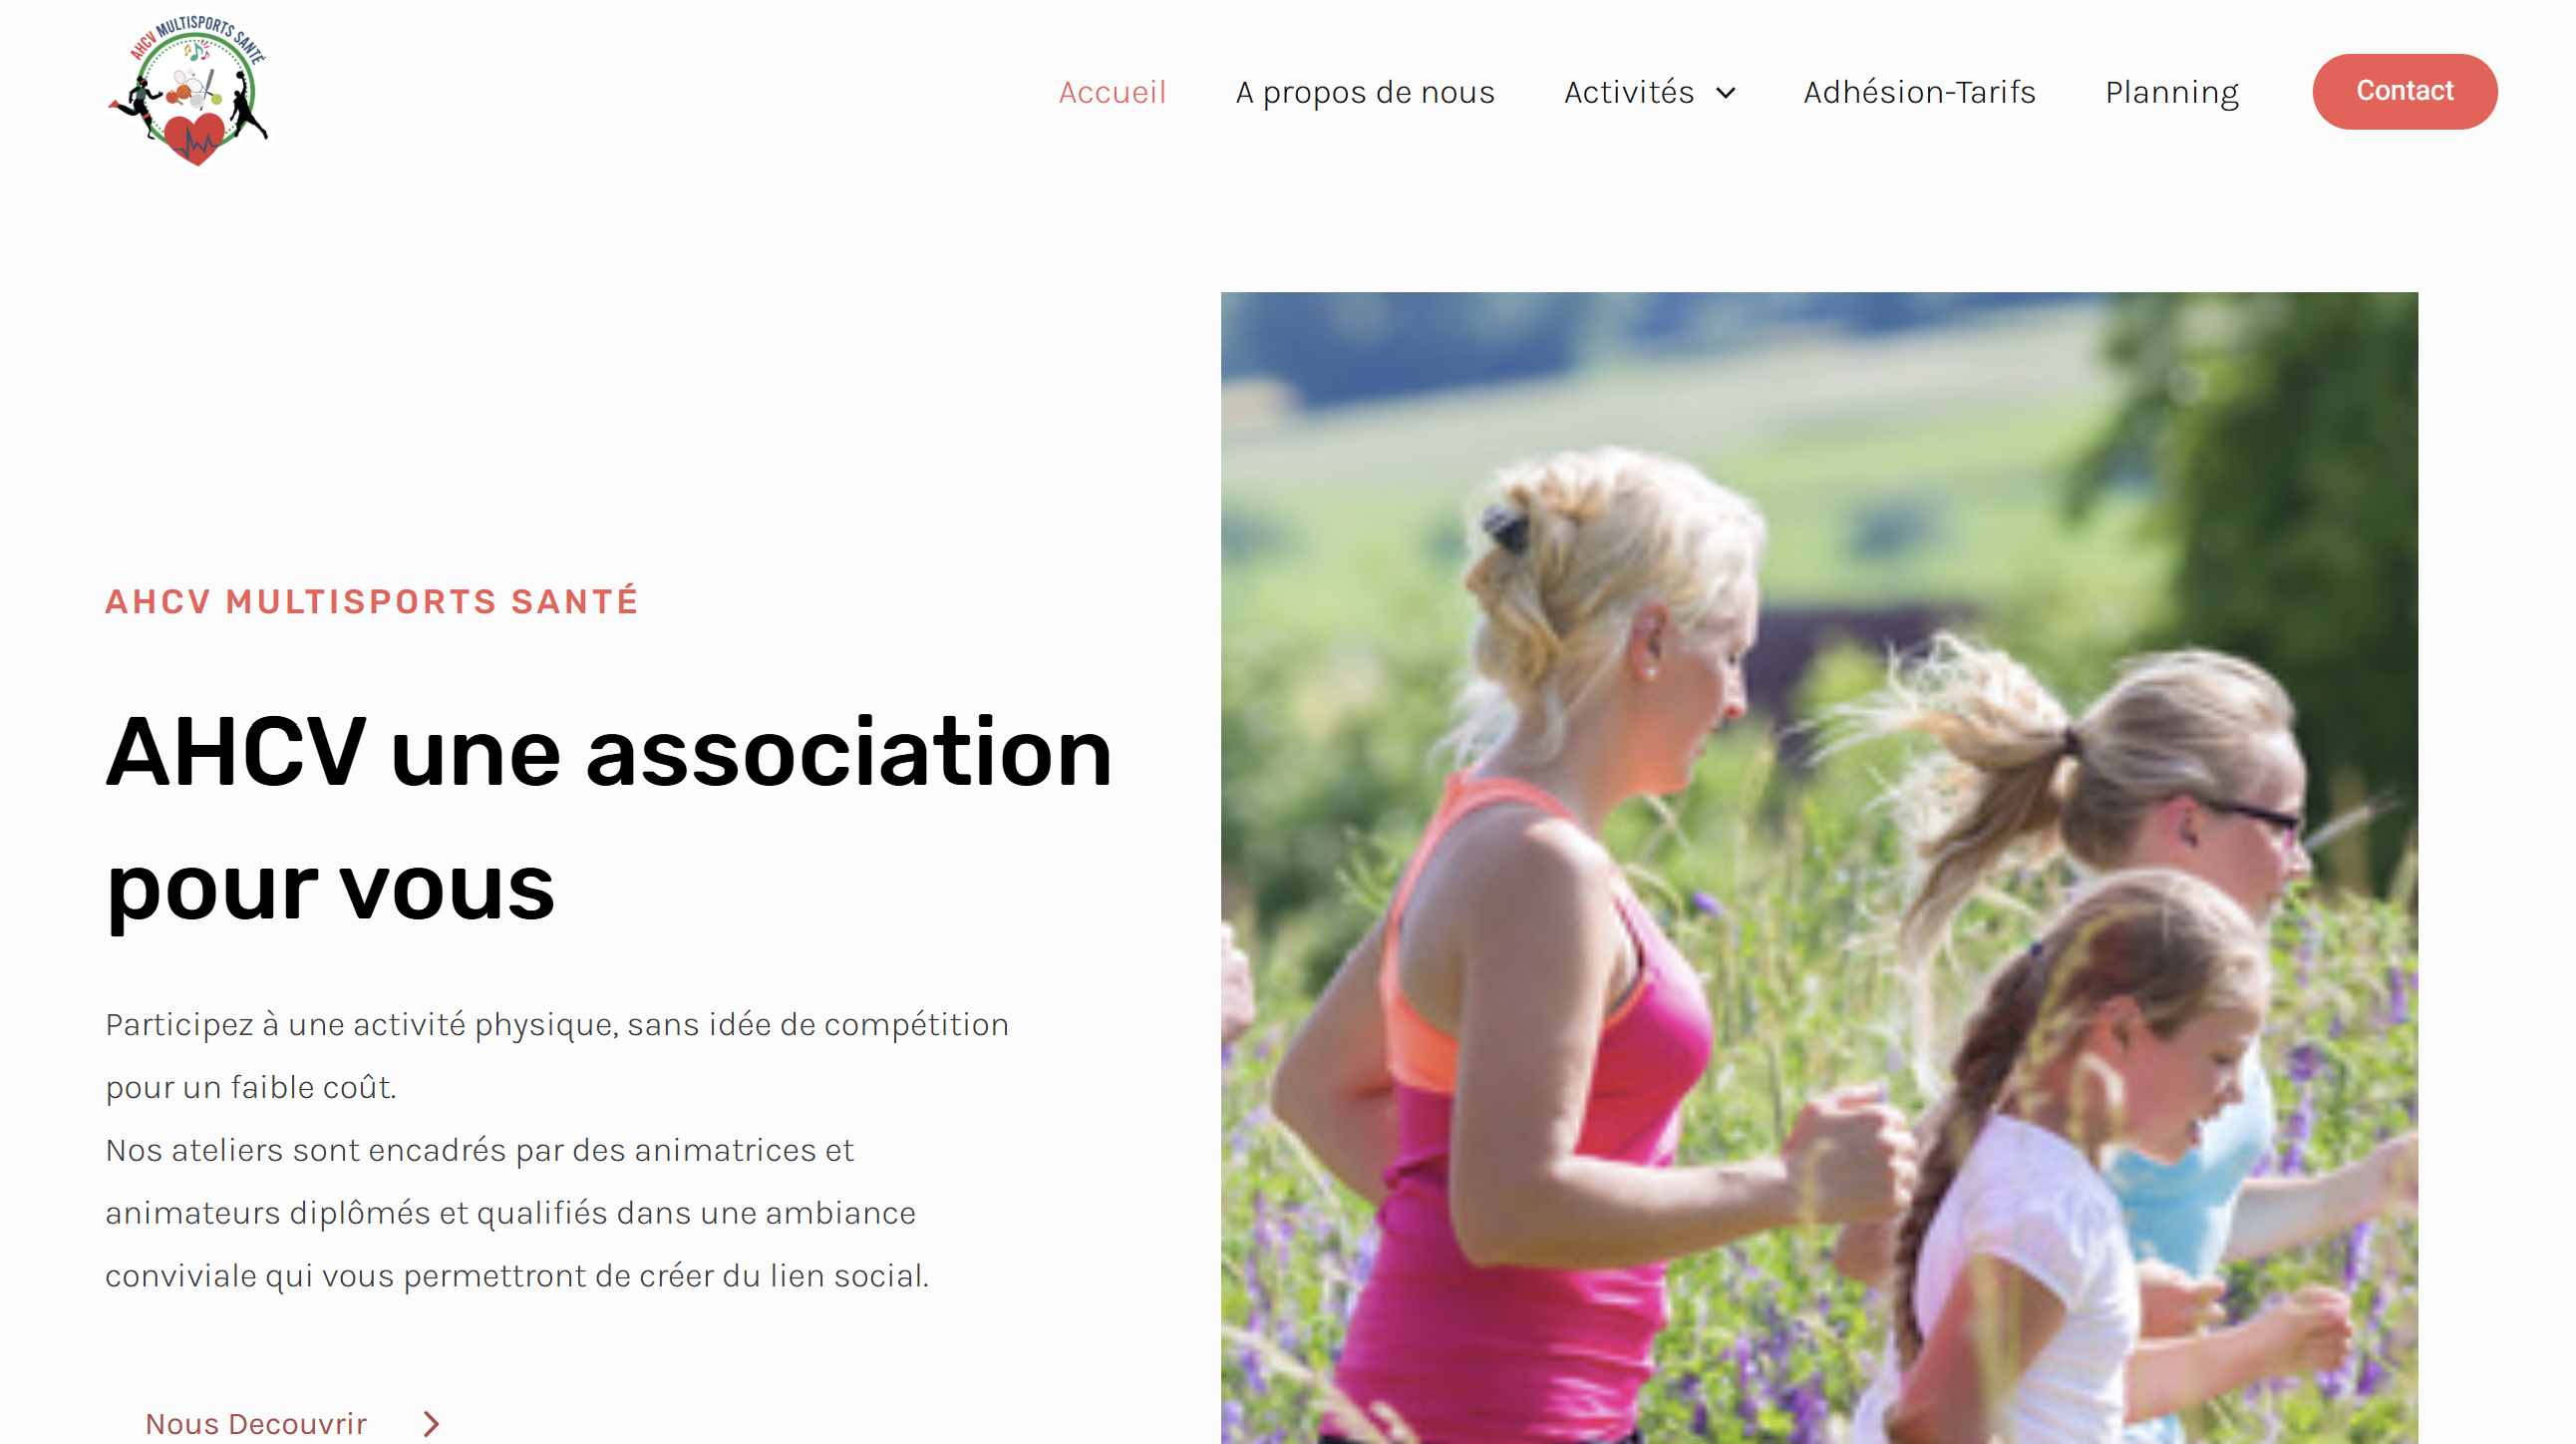 AHCV MULTISPORTS SANTÉ
Accueil
A propos de nous
Activités
Adhésion-Tarifs
Planning
Contact
AHCV MULTISPORTS SANTÉ
AHCV une association
pour vous
Participez à une activité physique, sans idée de compétition
pour un faible coût.
Nos ateliers sont encadrés par des animatrices et
animateurs diplômés et qualifiés dans une ambiance
conviviale qui vous permettront de créer du lien social.
Nous Decouvrir